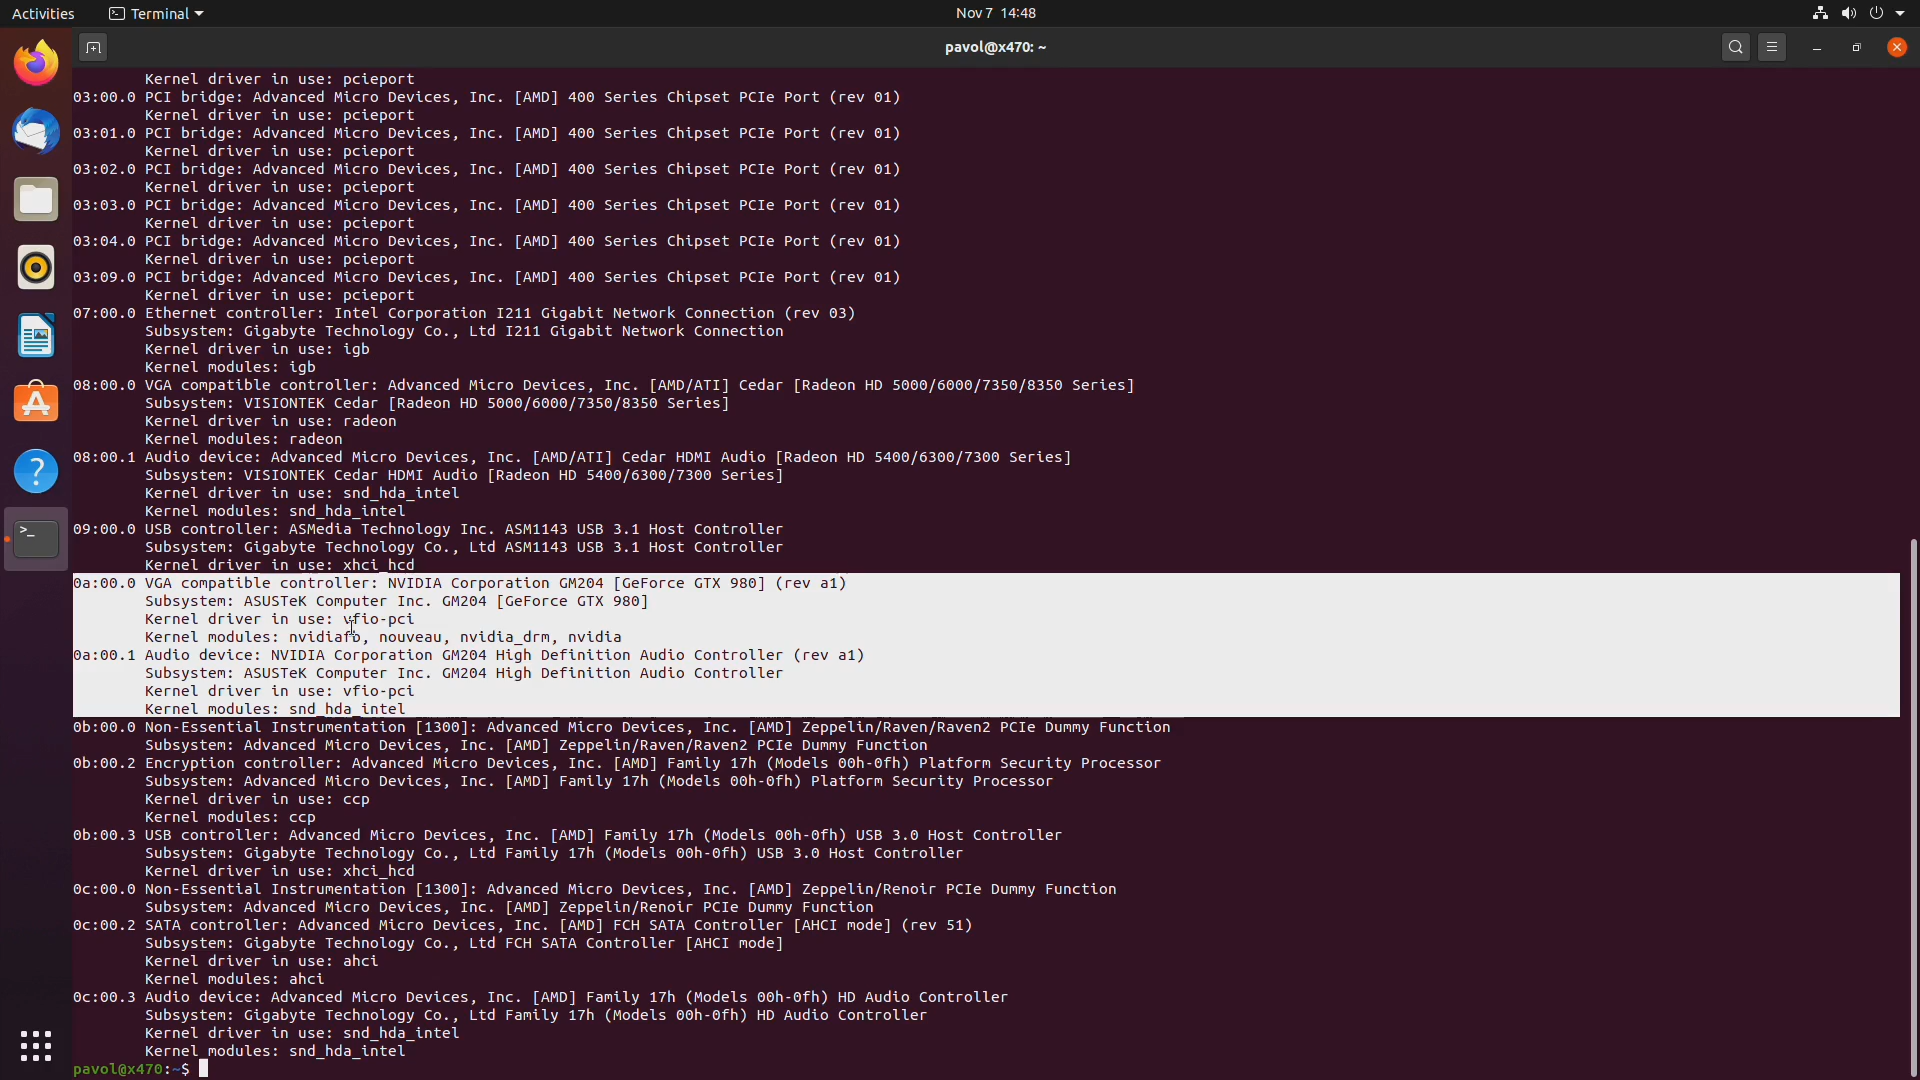 Activities
Terminal
Nov 7 14:48
pavol@x470: ~
        Kernel driver in use: pcieport
03:00.0 PCI bridge: Advanced Micro Devices, Inc. [AMD] 400 Series Chipset PCIe Port (rev 01)
        Kernel driver in use: pcieport
03:01.0 PCI bridge: Advanced Micro Devices, Inc. [AMD] 400 Series Chipset PCIe Port (rev 01)
        Kernel driver in use: pcieport
03:02.0 PCI bridge: Advanced Micro Devices, Inc. [AMD] 400 Series Chipset PCIe Port (rev 01)
        Kernel driver in use: pcieport
03:03.0 PCI bridge: Advanced Micro Devices, Inc. [AMD] 400 Series Chipset PCIe Port (rev 01)
        Kernel driver in use: pcieport
03:04.0 PCI bridge: Advanced Micro Devices, Inc. [AMD] 400 Series Chipset PCIe Port (rev 01)
        Kernel driver in use: pcieport
03:09.0 PCI bridge: Advanced Micro Devices, Inc. [AMD] 400 Series Chipset PCIe Port (rev 01)
        Kernel driver in use: pcieport
07:00.0 Ethernet controller: Intel Corporation I211 Gigabit Network Connection (rev 03)
        Subsystem: Gigabyte Technology Co., Ltd I211 Gigabit Network Connection
        Kernel driver in use: igb
        Kernel modules: igb
08:00.0 VGA compatible controller: Advanced Micro Devices, Inc. [AMD/ATI] Cedar [Radeon HD 5000/6000/7350/8350 Series]
        Subsystem: VISIONTEK Cedar [Radeon HD 5000/6000/7350/8350 Series]
        Kernel driver in use: radeon
        Kernel modules: radeon
08:00.1 Audio device: Advanced Micro Devices, Inc. [AMD/ATI] Cedar HDMI Audio [Radeon HD 5400/6300/7300 Series]
        Subsystem: VISIONTEK Cedar HDMI Audio [Radeon HD 5400/6300/7300 Series]
        Kernel driver in use: snd_hda_intel
        Kernel modules: snd_hda_intel
09:00.0 USB controller: ASMedia Technology Inc. ASM1143 USB 3.1 Host Controller
        Subsystem: Gigabyte Technology Co., Ltd ASM1143 USB 3.1 Host Controller
        Kernel driver in use: xhci_hcd
0a:00.0 VGA compatible controller: NVIDIA Corporation GM204 [GeForce GTX 980] (rev a1)
        Subsystem: ASUSTeK Computer Inc. GM204 [GeForce GTX 980]
        Kernel driver in use: vfio-pci
        Kernel modules: nvidiafb, nouveau, nvidia_drm, nvidia
0a:00.1 Audio device: NVIDIA Corporation GM204 High Definition Audio Controller (rev a1)
        Subsystem: ASUSTeK Computer Inc. GM204 High Definition Audio Controller
        Kernel driver in use: vfio-pci
        Kernel modules: snd_hda_intel
0b:00.0 Non-Essential Instrumentation [1300]: Advanced Micro Devices, Inc. [AMD] Zeppelin/Raven/Raven2 PCIe Dummy Function
        Subsystem: Advanced Micro Devices, Inc. [AMD] Zeppelin/Raven/Raven2 PCIe Dummy Function
0b:00.2 Encryption controller: Advanced Micro Devices, Inc. [AMD] Family 17h (Models 00h-0fh) Platform Security Processor
        Subsystem: Advanced Micro Devices, Inc. [AMD] Family 17h (Models 00h-0fh) Platform Security Processor
        Kernel driver in use: ccp
        Kernel modules: ccp
0b:00.3 USB controller: Advanced Micro Devices, Inc. [AMD] Family 17h (Models 00h-0fh) USB 3.0 Host Controller
        Subsystem: Gigabyte Technology Co., Ltd Family 17h (Models 00h-0fh) USB 3.0 Host Controller
        Kernel driver in use: xhci_hcd
0c:00.0 Non-Essential Instrumentation [1300]: Advanced Micro Devices, Inc. [AMD] Zeppelin/Renoir PCIe Dummy Function
        Subsystem: Advanced Micro Devices, Inc. [AMD] Zeppelin/Renoir PCIe Dummy Function
0c:00.2 SATA controller: Advanced Micro Devices, Inc. [AMD] FCH SATA Controller [AHCI mode] (rev 51)
        Subsystem: Gigabyte Technology Co., Ltd FCH SATA Controller [AHCI mode]
        Kernel driver in use: ahci
        Kernel modules: ahci
0c:00.3 Audio device: Advanced Micro Devices, Inc. [AMD] Family 17h (Models 00h-0fh) HD Audio Controller
        Subsystem: Gigabyte Technology Co., Ltd Family 17h (Models 00h-0fh) HD Audio Controller
        Kernel driver in use: snd_hda_intel
        Kernel modules: snd_hda_intel
pavol@x470:~$